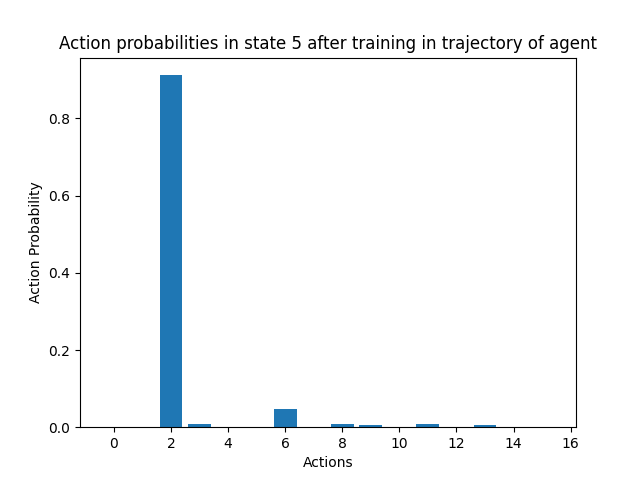 Action probabilities in state 5 after training in trajectory of agent
0.8
0.6
0.4
0.2
0.0
Action Probability
0 2 4 6 8 10 12 14 16
Actions